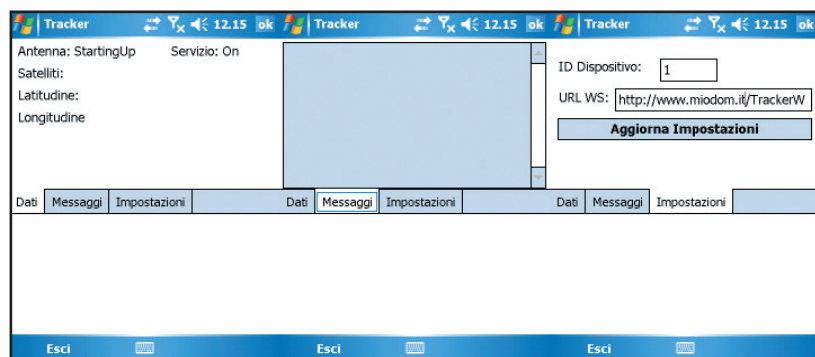 Tracker 12.15 ok
Antenna: StartingUp Servizio: On
Satelliti:
Latitudine:
Longitudine
Dati Messaggi Impostazioni
Esci
Tracker 12.15 ok
Dati Messaggi Impostazioni
Esci
Tracker 12.15 ok
ID Dispositivo: 1
URL WS: http://www.miodom.it/TrackerW
Aggiorna Impostazioni
Dati Messaggi Impostazioni
Esci